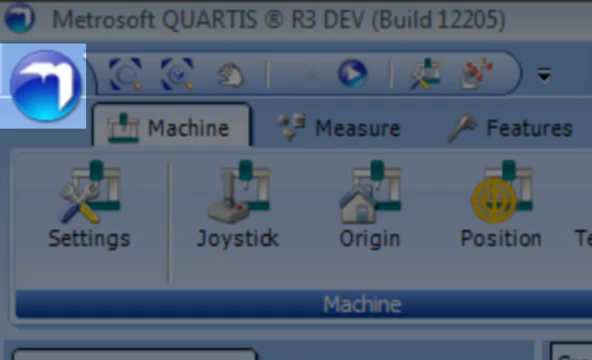 Metrosoft QUARTIS ® R3 DEV (Build 12205)
Machine Measure Features
Settings Joystick Origin Position
Machine